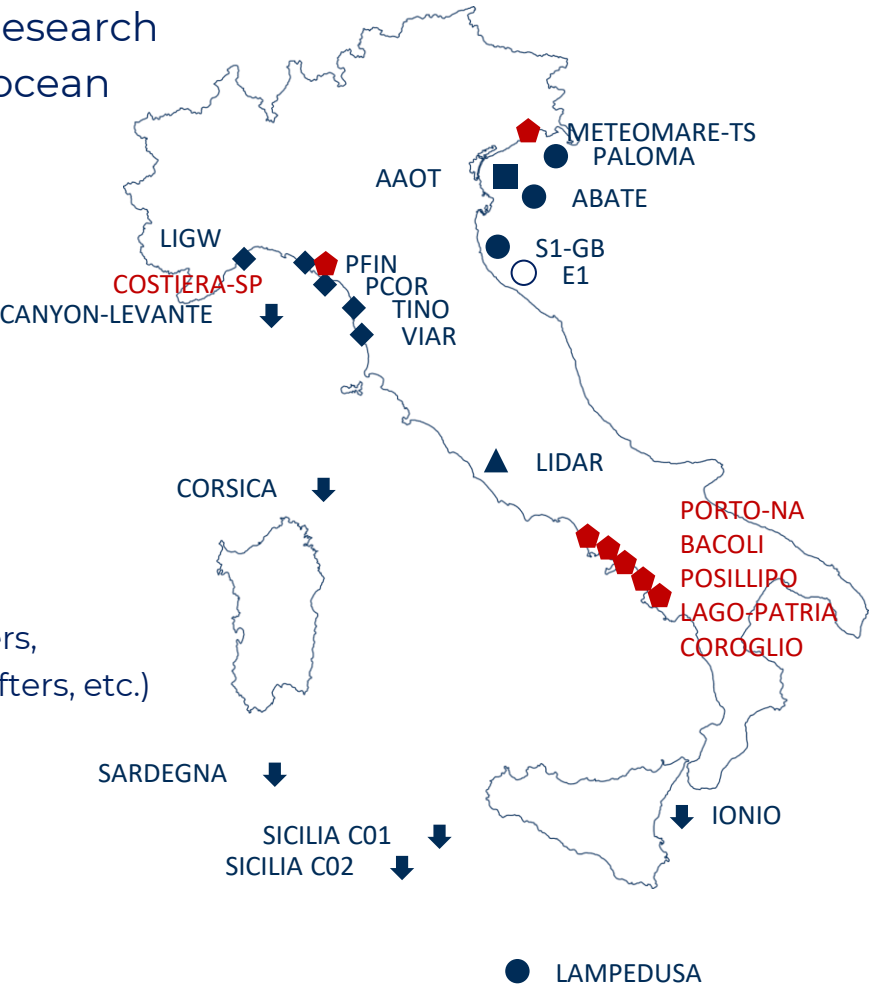 esearch
ocean
METEOMARE-TS
PALOMA
AAOT
ABATE
LIGW
S1-GB
PFIN
E1
COSTIERA-SP
PCOR
CANYON-LEVANTE
TINO
VIAR
LIDAR
CORSICA
PORTO-NA
BACOLI
POSILLIPO
LAGO-PATRIA
COROGLIO
rs,
fters, etc.)
SARDEGNA
IONIO
SICILIA C01
SICILIA C02
LAMPEDUSA